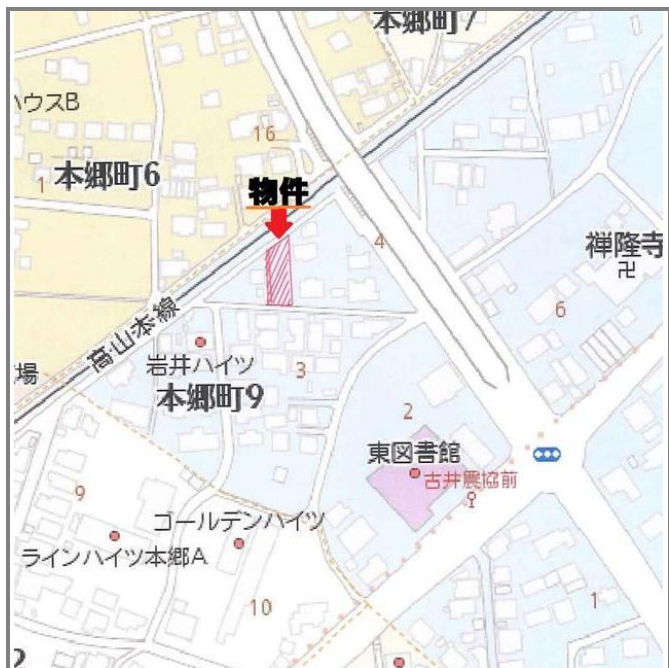 本郷町7
ハウスB
16
本郷町6
1
物件
4
禅隆寺
6
高山本線
岩井ハイツ
場
3
本郷町9
2
東図書館
古井農協前
9
ゴールデンハイツ
ラインハイツ本郷A
10
1
2